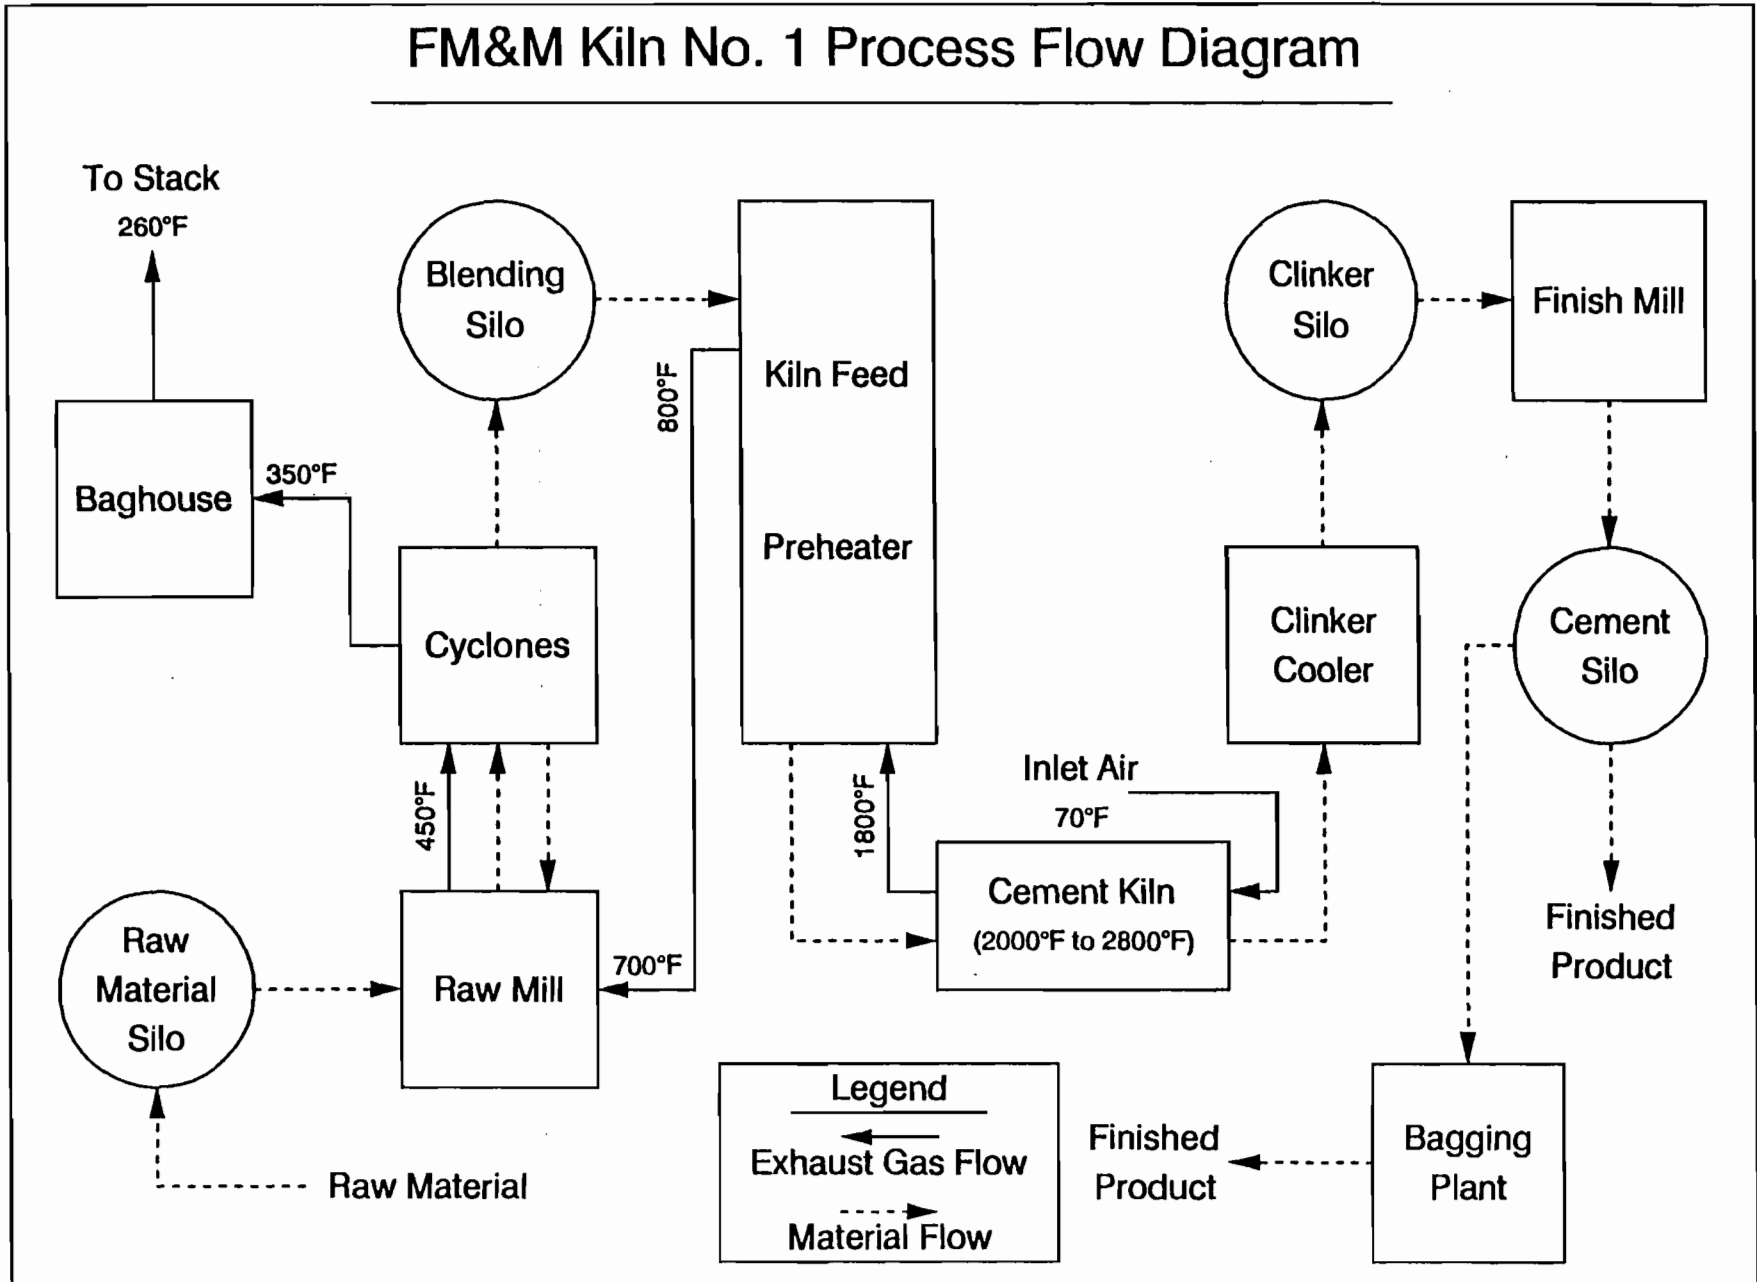 FM&M Kiln No. 1 Process Flow Diagram
To Stack
260°F
Blending
Silo
Clinker
Silo
Finish Mill
800°F
Kiln Feed
Preheater
Baghouse
350°F
Cyclones
Clinker
Cooler
Cement
Silo
450°F
1800°F
Inlet Air
70°F
Cement Kiln
(2000°F to 2800°F)
Finished
Product
Raw
Material
Silo
Raw Mill
700°F
Legend
Exhaust Gas Flow
Material Flow
Finished
Product
Bagging
Plant
Raw Material